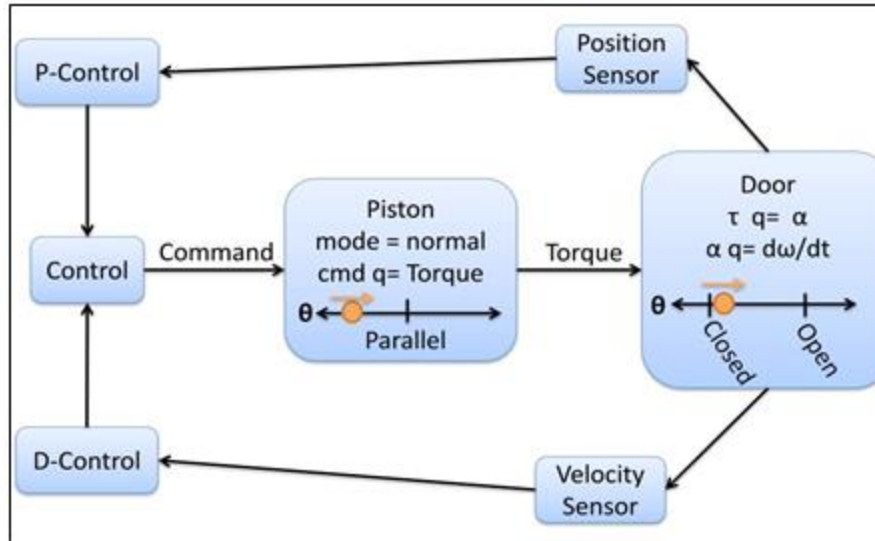 P-Control
Position
Sensor
Control
Command
Piston
mode = normal
cmd q= Torque
θ
Parallel
Torque
Door
τ q= α
α q= dω/dt
θ
Closed
Open
D-Control
Velocity
Sensor